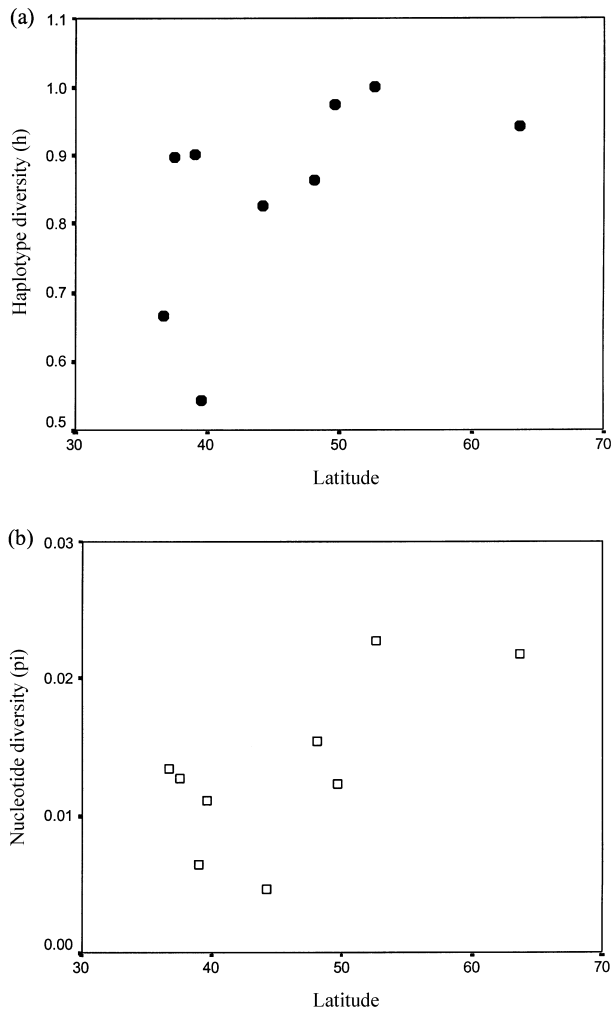 (a)
Haplotype diversity (h)
1.1
1.0
0.9
0.8
0.7
0.6
0.5
30 40 50 60 70
Latitude
(b)
Nucleotide diversity (pi)
0.03
0.02
0.01
0.00
30 40 50 60 70
Latitude